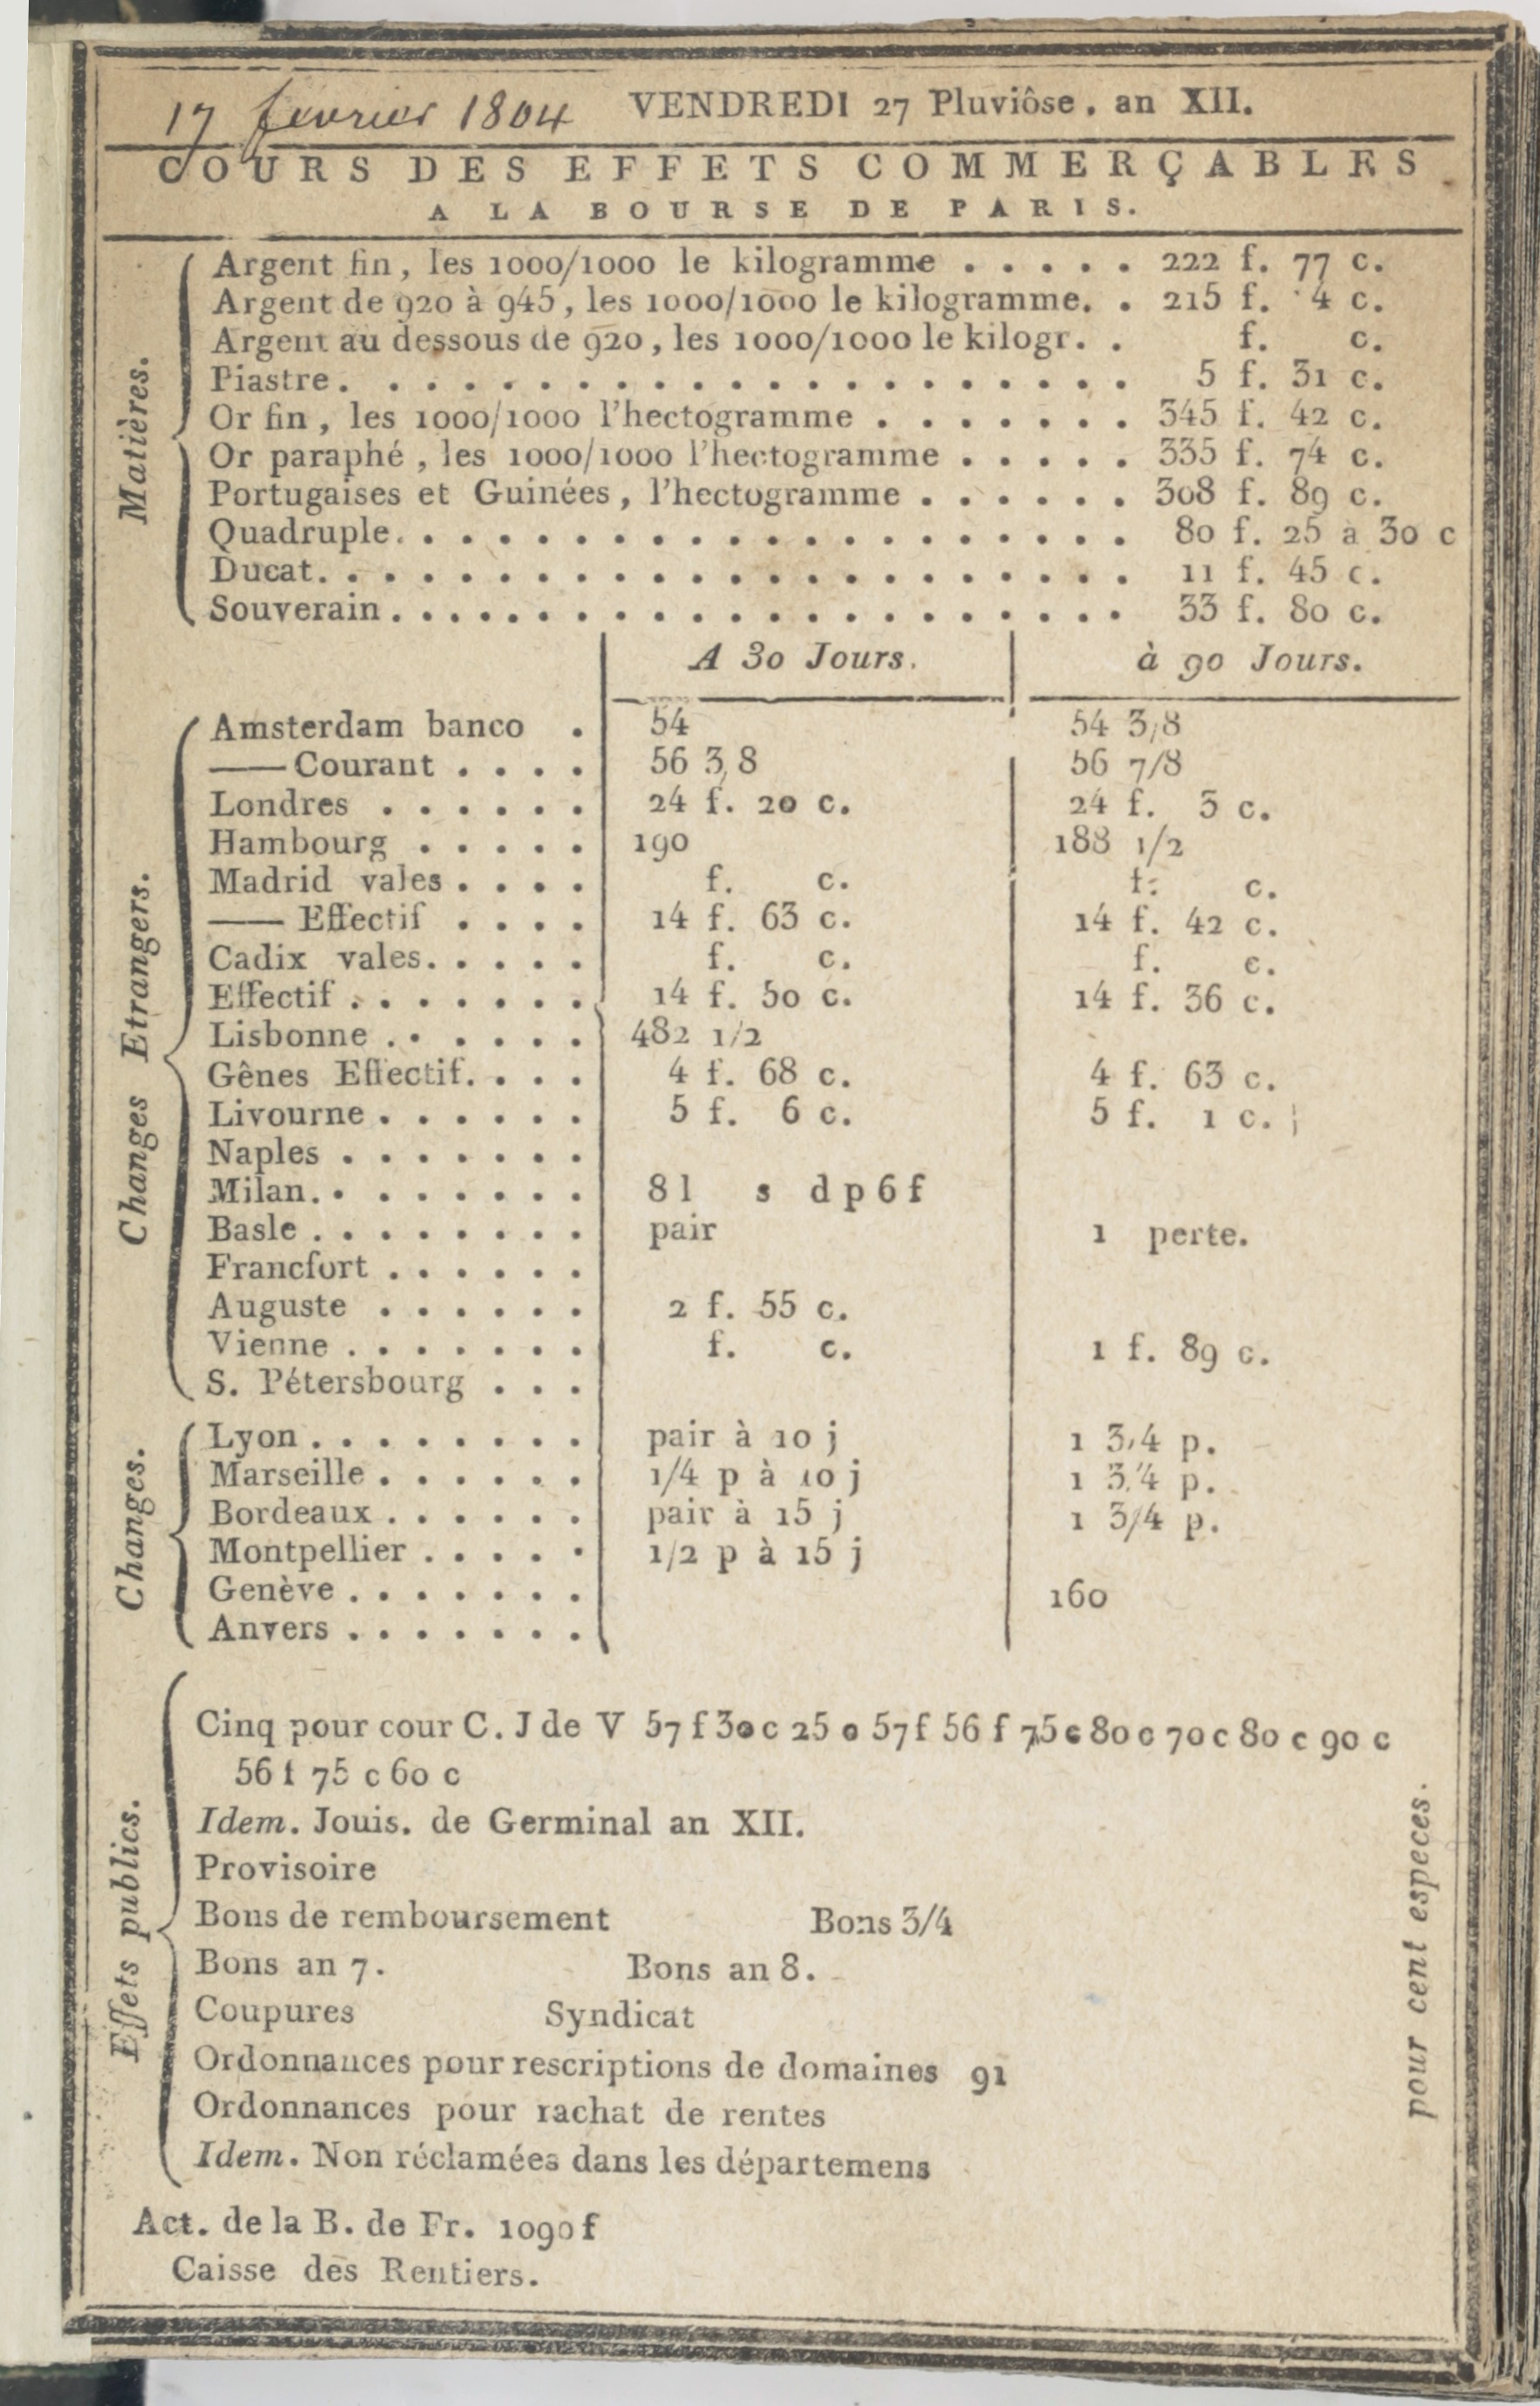 17 fevrier 1804 VENDREDI 27 Pluviôse, an XII.
COURS DES EFFETS COMMERÇABLES
A LA BOURSE DE PARIS.
Matières.
Argent fin, les 1000/1000 le kilogramme . . . . . 222 f. 77 c.
Argent de 920 à 945, les 1000/1000 le kilogramme. . 215 f. 4 c.
Argent au dessous de 920, les 1000/1000 le kilogr. . f. c.
Piastre. . . . . . . . . . . . . . . 5 f. 31 c.
Or fin, les 1000/1000 l'hectogramme . . . . . . . 345 f. 42 c.
Or paraphé, les 1000/1000 l'hectogramme . . . . . 335 f. 74 c.
Portugaises et Guinées, l'hectogramme . . . . . . 308 f. 89 c.
Quadruple. . . . . . . . . . . . . . . 80 f. 25 à 30 c
Ducat. . . . . . . . . . . . . . . . 11 f. 45 c.
Souverain . . . . . . . . . . . . . . . 33 f. 80 c.
A 30 Jours. à 90 Jours.
Changes Etrangers.
Amsterdam banco . 54 54 3/8
—— Courant . . . . 56 3/8 56 7/8
Londres . . . . . . 24 f. 20 c. 24 f. 3 c.
Hambourg . . . . . 190 188 1/2
Madrid vales . . . . f. c. f. c.
—— Effectif . . . . 14 f. 63 c. 14 f. 42 c.
Cadix vales. . . . . f. c. f. c.
Effectif . . . . . . . 14 f. 50 c. 14 f. 36 c.
Lisbonne . . . . . . 482 1/2
Gênes Effectif. . . . 4 f. 68 c. 4 f. 63 c.
Livourne . . . . . . 5 f. 6 c. 5 f. 1 c.
Naples . . . . . . .
Milan. . . . . . . . 8 l s d p 6 f
Basle . . . . . . . . pair 1 perte.
Francfort . . . . . .
Auguste . . . . . . 2 f. 55 c.
Vienne . . . . . . . f. c. 1 f. 89 c.
S. Pétersbourg . . .
Changes.
Lyon . . . . . . . . pair à 10 j 1 3/4 p.
Marseille . . . . . . 1/4 p à 10 j 1 3/4 p.
Bordeaux . . . . . . pair à 15 j 1 3/4 p.
Montpellier . . . . . 1/2 p à 15 j
Genève . . . . . . . 160
Anvers . . . . . . .
Effets publics.
Cinq pour cour C. J de V 57 f 30 c 25 c 57 f 56 f 75 c 80 c 70 c 80 c 90 c
56 f 75 c 60 c
Idem. Jouis. de Germinal an XII.
Provisoire
Bons de remboursement Bons 3/4
Bons an 7. Bons an 8.
Coupures Syndicat
Ordonnances pour rescriptions de domaines 91
Ordonnances pour rachat de rentes
Idem. Non réclamées dans les départemens
pour cent especes.
Act. de la B. de Fr. 1090 f
Caisse des Rentiers.